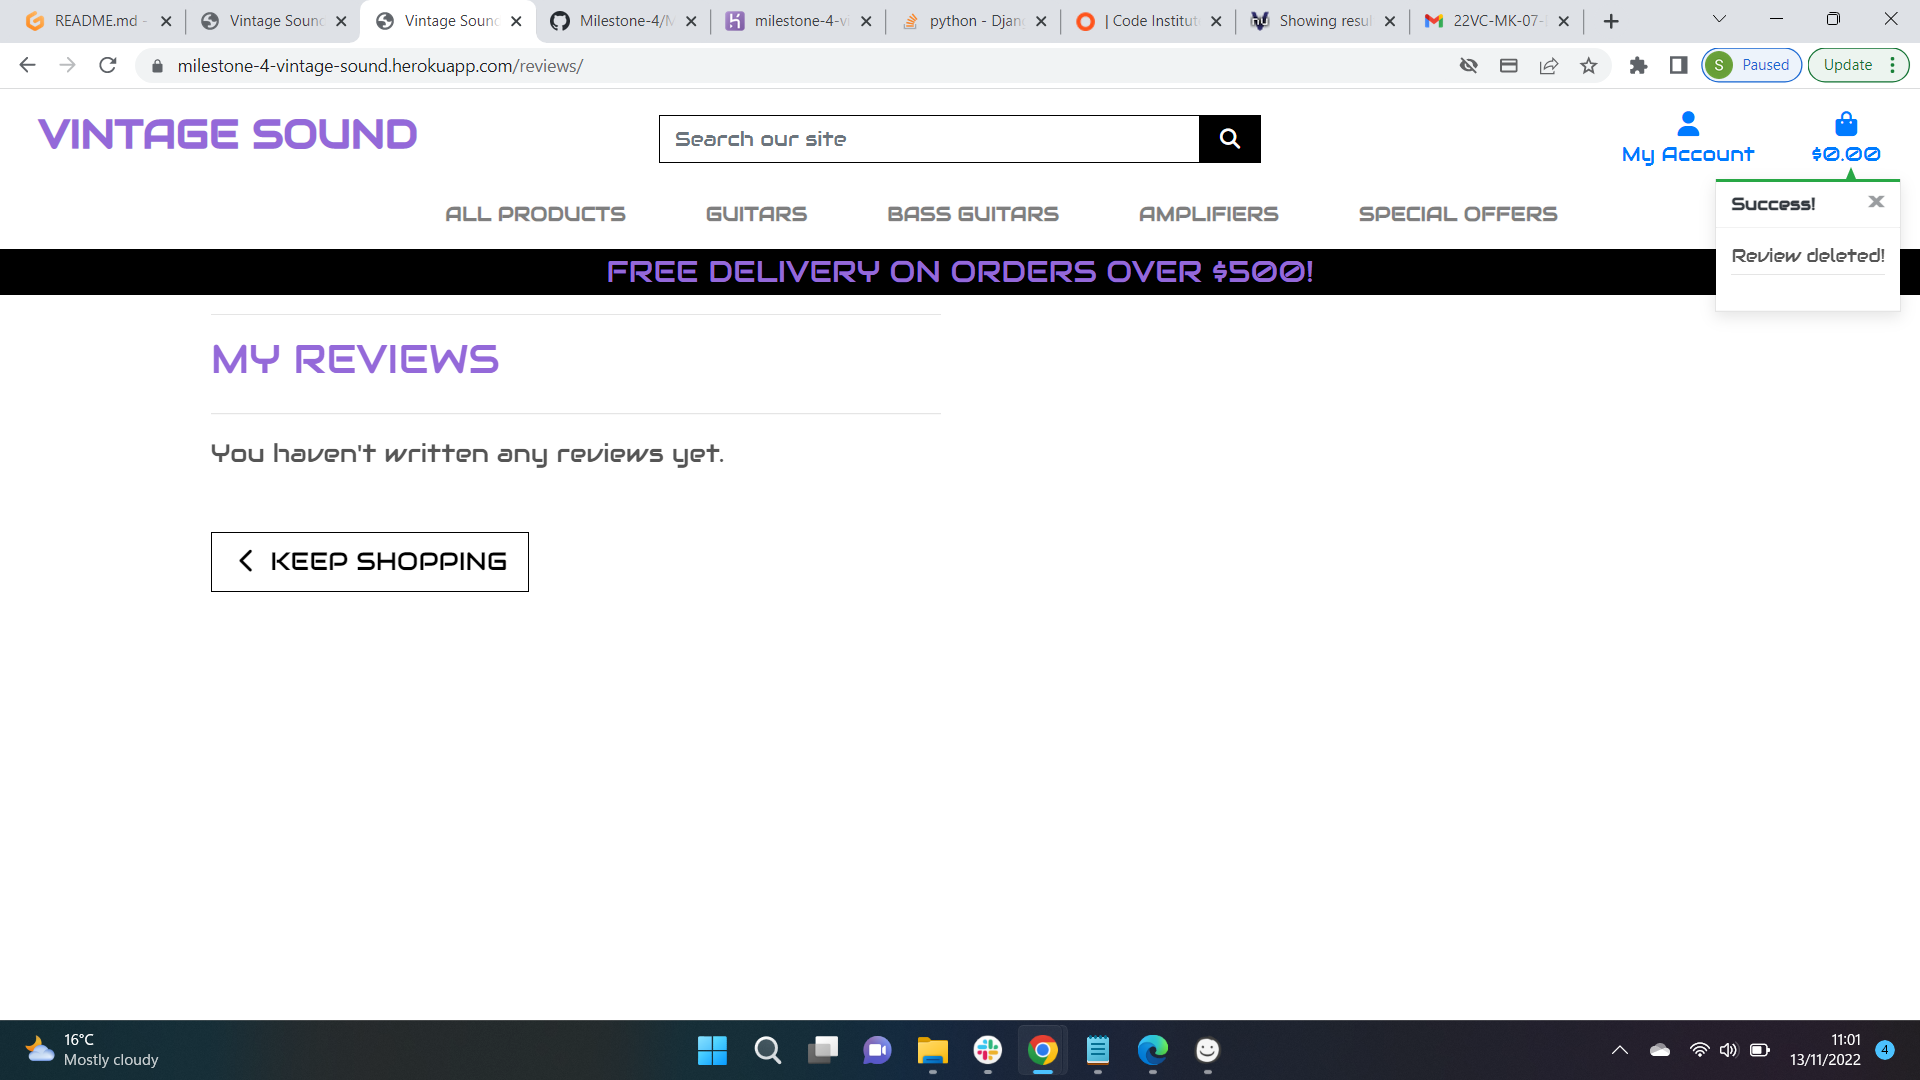 README.md -
Vintage Soun
Vintage Soun
Milestone-4/M
milestone-4-vi
python - Djan
| Code Institut
Showing resul
22VC-MK-07-
milestone-4-vintage-sound.herokuapp.com/reviews/
S
Paused
Update
VINTAGE SOUND
Search our site
My Account
$0.00
ALL PRODUCTS
GUITARS
BASS GUITARS
AMPLIFIERS
SPECIAL OFFERS
Success!
x
Review deleted!
FREE DELIVERY ON ORDERS OVER $500!
MY REVIEWS
You haven't written any reviews yet.
KEEP SHOPPING
16°C
Mostly cloudy
11:01
13/11/2022
4